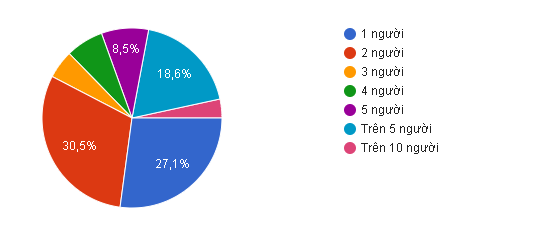 8,5%
18,6%
30,5%
27,1%
1 người
2 người
3 người
4 người
5 người
Trên 5 người
Trên 10 người